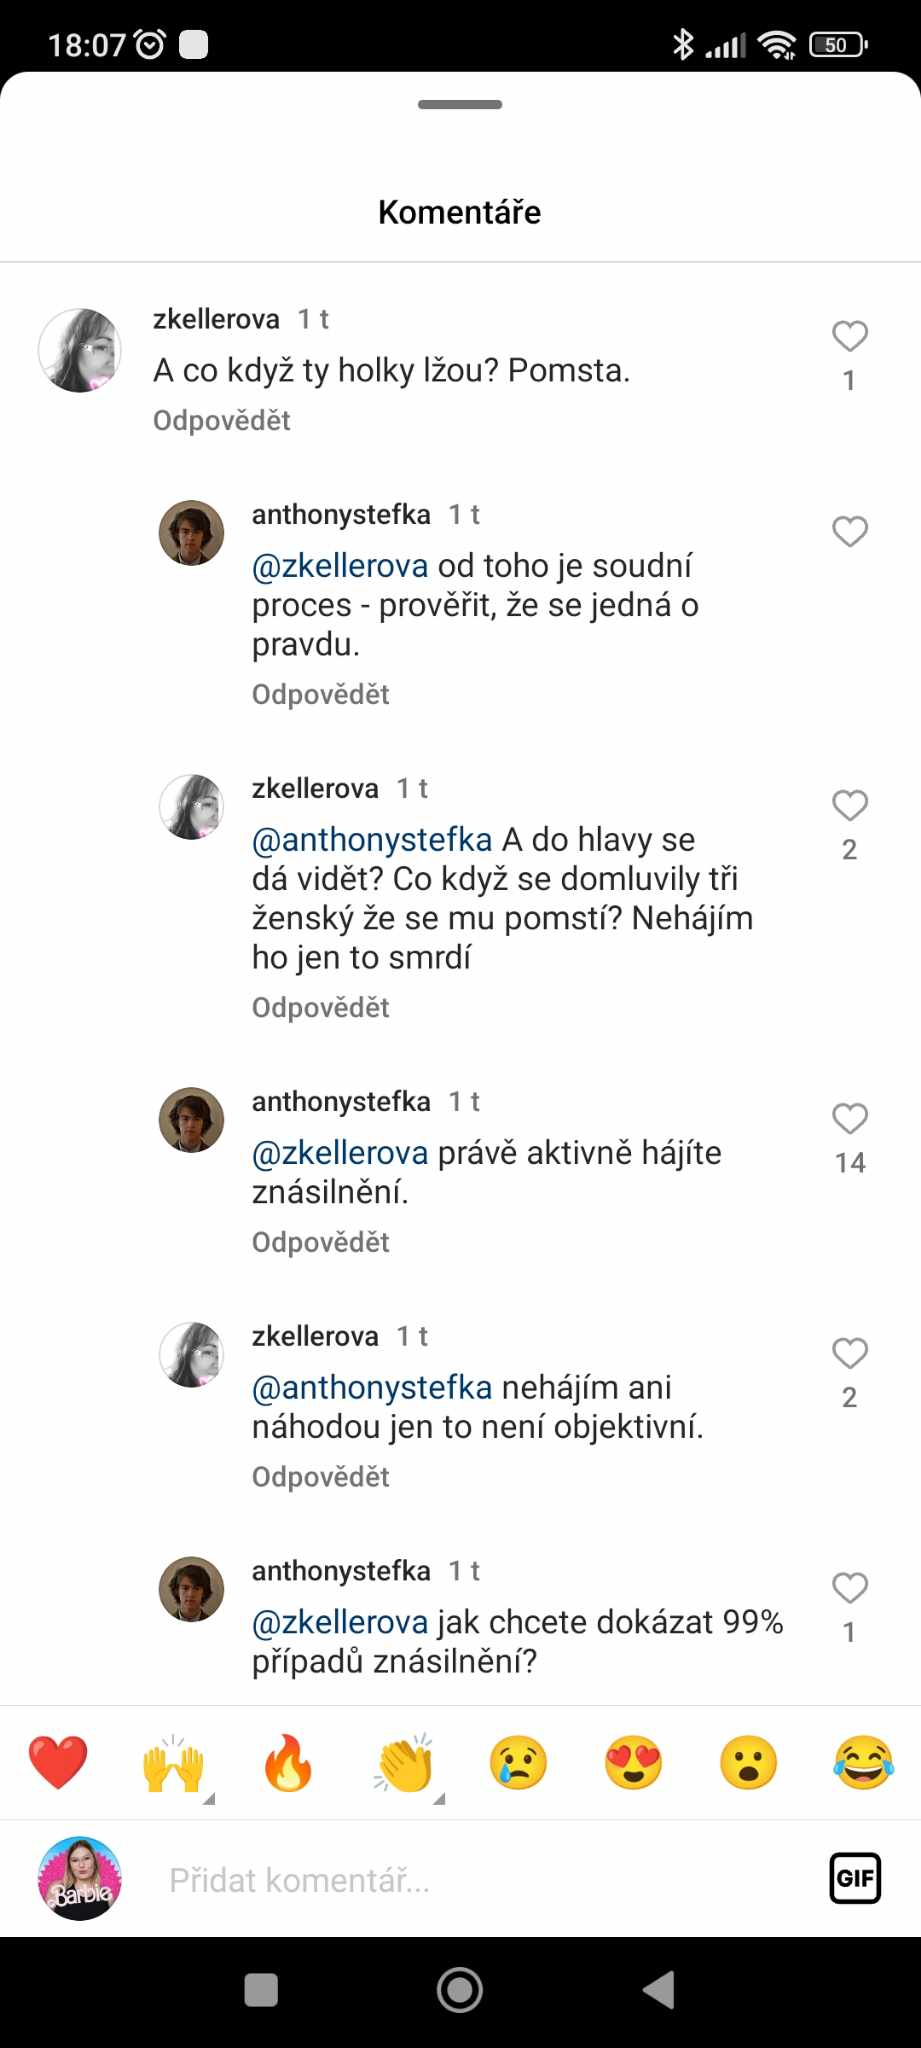 18:07
50
Komentáře
zkellerova 1 t
A co když ty holky lžou? Pomsta.
1
Odpovědět
anthonystefka 1 t
@zkellerova od toho je soudní
proces - prověřit, že se jedná o
pravdu.
Odpovědět
zkellerova 1 t
@anthonystefka A do hlavy se
dá vidět? Co když se domluvily tři
ženský že se mu pomstí? Nehájím
ho jen to smrdí
2
Odpovědět
anthonystefka 1 t
@zkellerova právě aktivně hájíte
znásilnění.
14
Odpovědět
zkellerova 1 t
@anthonystefka nehájím ani
náhodou jen to není objektivní.
2
Odpovědět
anthonystefka 1 t
@zkellerova jak chcete dokázat 99%
případů znásilnění?
1
Barbie
Přidat komentář...
GIF